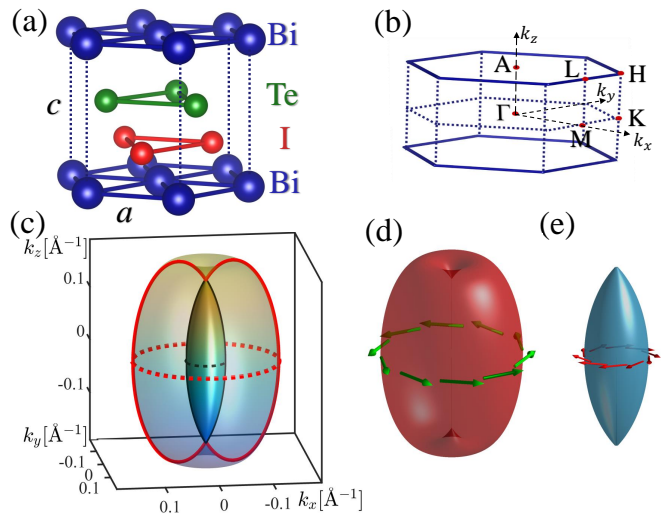 (a)
Bi
Te
I
Bi
c
a
(b)
k_z
A
L
H
k_y
Γ
K
M
k_x
(c)
k_z[Å⁻¹]
0.1
0
-0.1
k_y[Å⁻¹]
-0.1
0
0.1
0.1
0
-0.1
k_x[Å⁻¹]
(d)
(e)